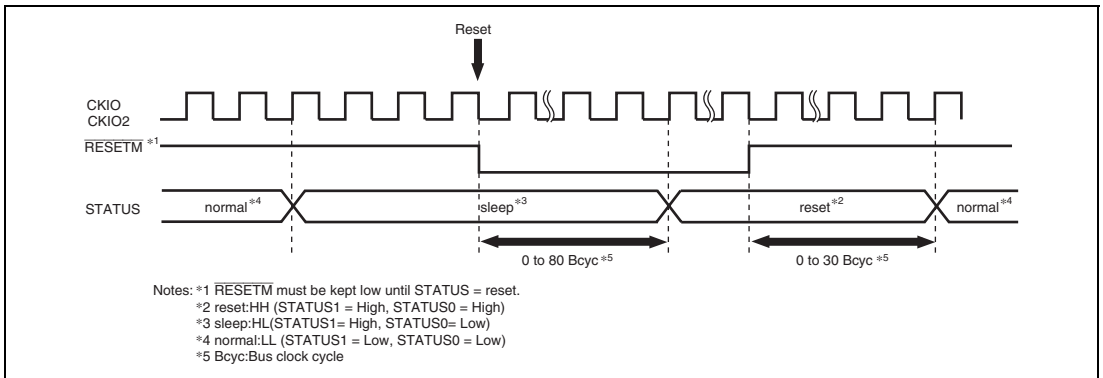 Reset
CKIO
CKIO2
RESETM *1
STATUS
normal*4
sleep*3
reset*2
normal*4
0 to 80 Bcyc *5
0 to 30 Bcyc *5
Notes: *1 RESETM must be kept low until STATUS = reset.
*2 reset:HH (STATUS1 = High, STATUS0 = High)
*3 sleep:HL(STATUS1= High, STATUS0= Low)
*4 normal:LL (STATUS1 = Low, STATUS0 = Low)
*5 Bcyc:Bus clock cycle